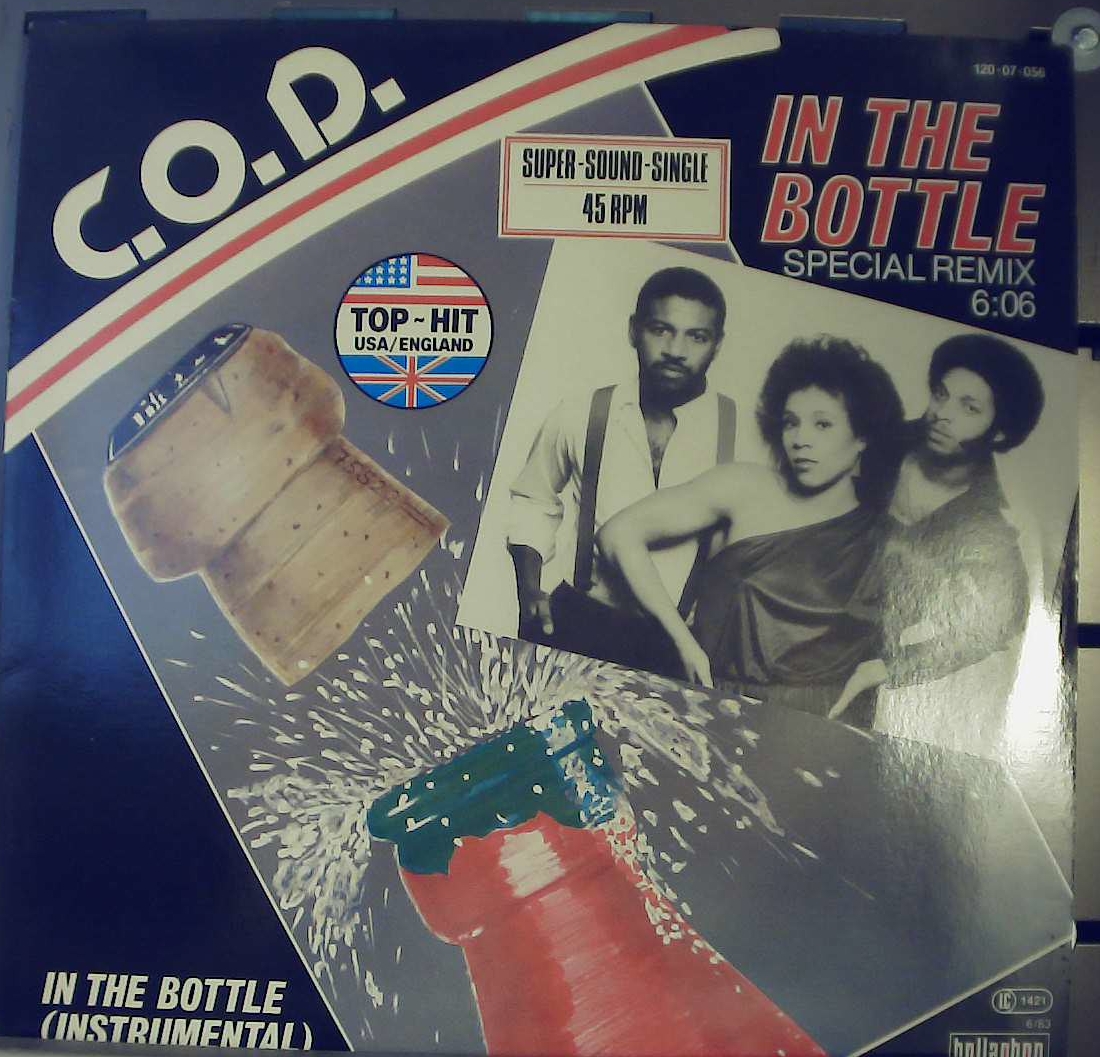 C.O.D.
120·07·056
IN THE
BOTTLE
SPECIAL REMIX
6:06
SUPER-SOUND-SINGLE
45 RPM
TOP~HIT
USA/ENGLAND
IN THE BOTTLE
(INSTRUMENTAL)
LC 1421
6/83
bellaphon